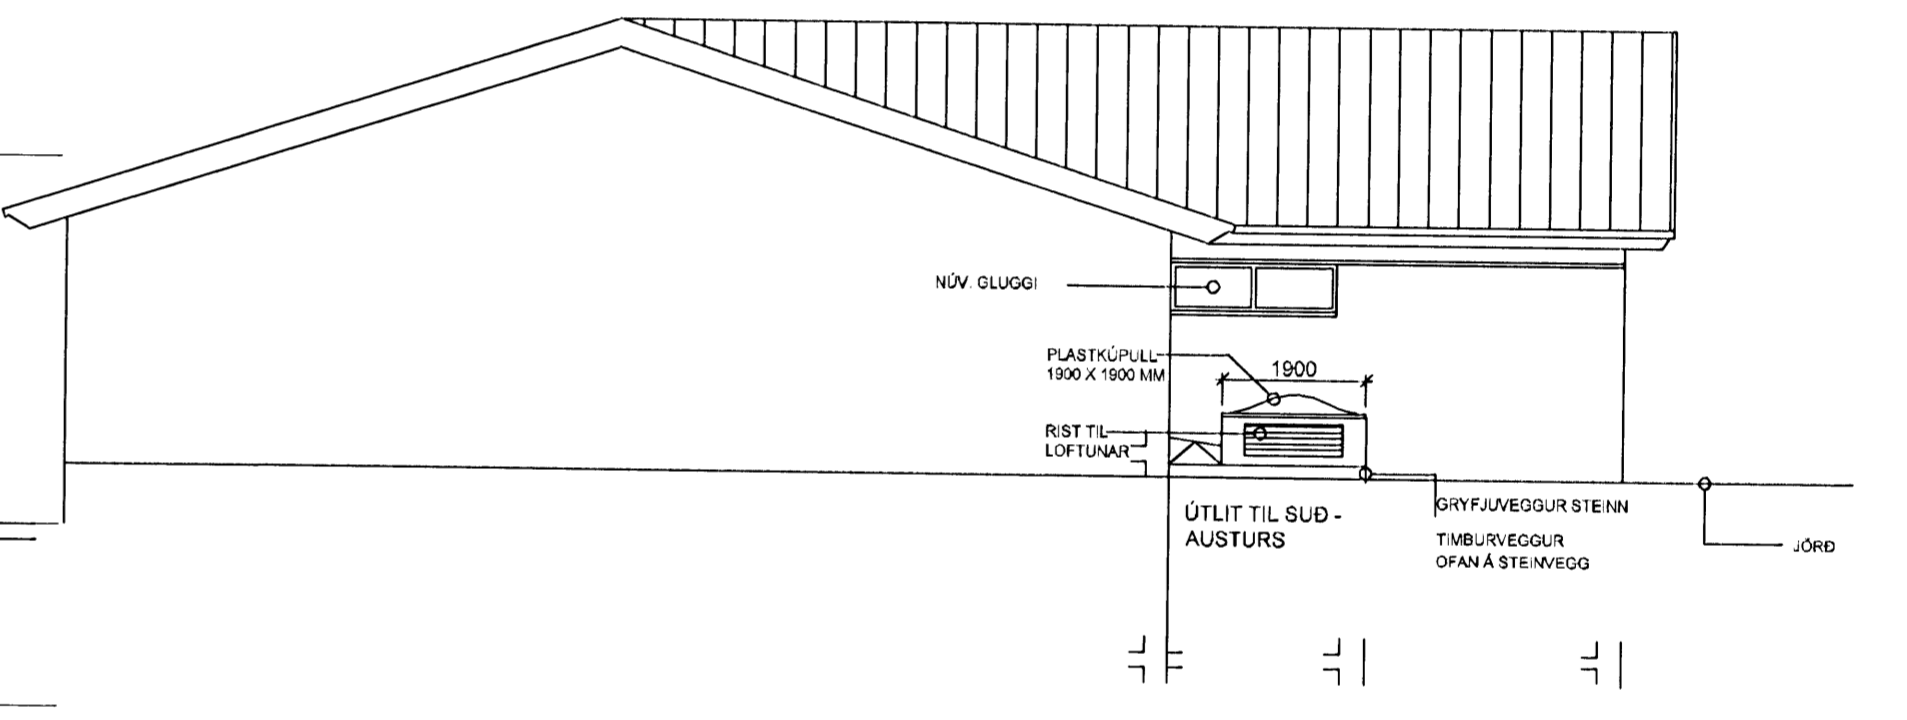 NÚV. GLUGGI
PLASTKÚPULL
1900 X 1900 MM
1900
RIST TIL
LOFTUNAR
ÚTLIT TIL SUÐ -
AUSTURS
GRYFJUVEGGUR STEINN
TIMBURVEGGUR
OFAN Á STEINVEGG
JÖRÐ